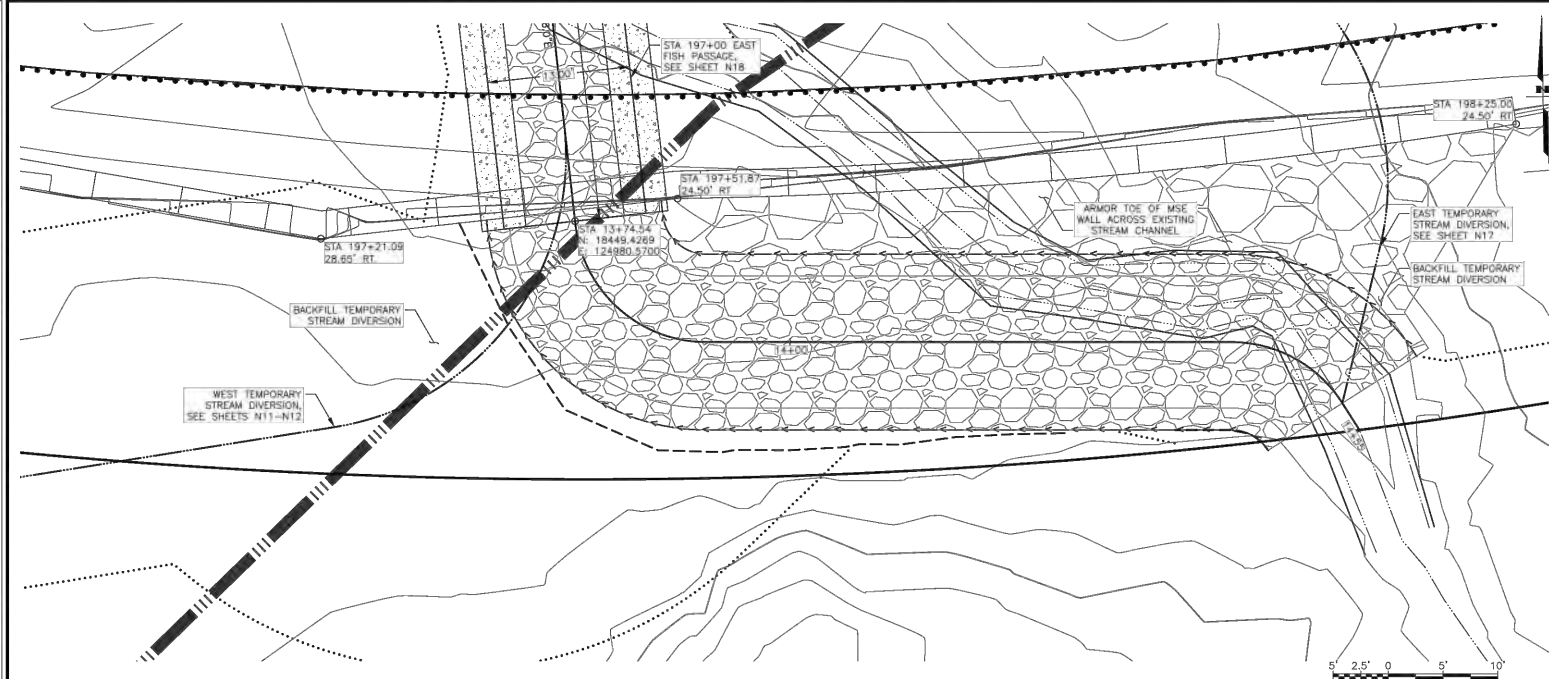 STA 197+00 EAST
FISH PASSAGE,
SEE SHEET N18
13.00'
STA 198+25.00
24.50' RT
N
STA 197+51.87
24.50' RT
ARMOR TOE OF MSE
WALL ACROSS EXISTING
STREAM CHANNEL
EAST TEMPORARY
STREAM DIVERSION,
SEE SHEET N17
STA 13+74.54
N: 18449.4269
E: 124980.5700
STA 197+21.09
28.65' RT
BACKFILL TEMPORARY
STREAM DIVERSION
BACKFILL TEMPORARY
STREAM DIVERSION
14+00
WEST TEMPORARY
STREAM DIVERSION,
SEE SHEETS N11-N12
5' 2.5' 0 5' 10'